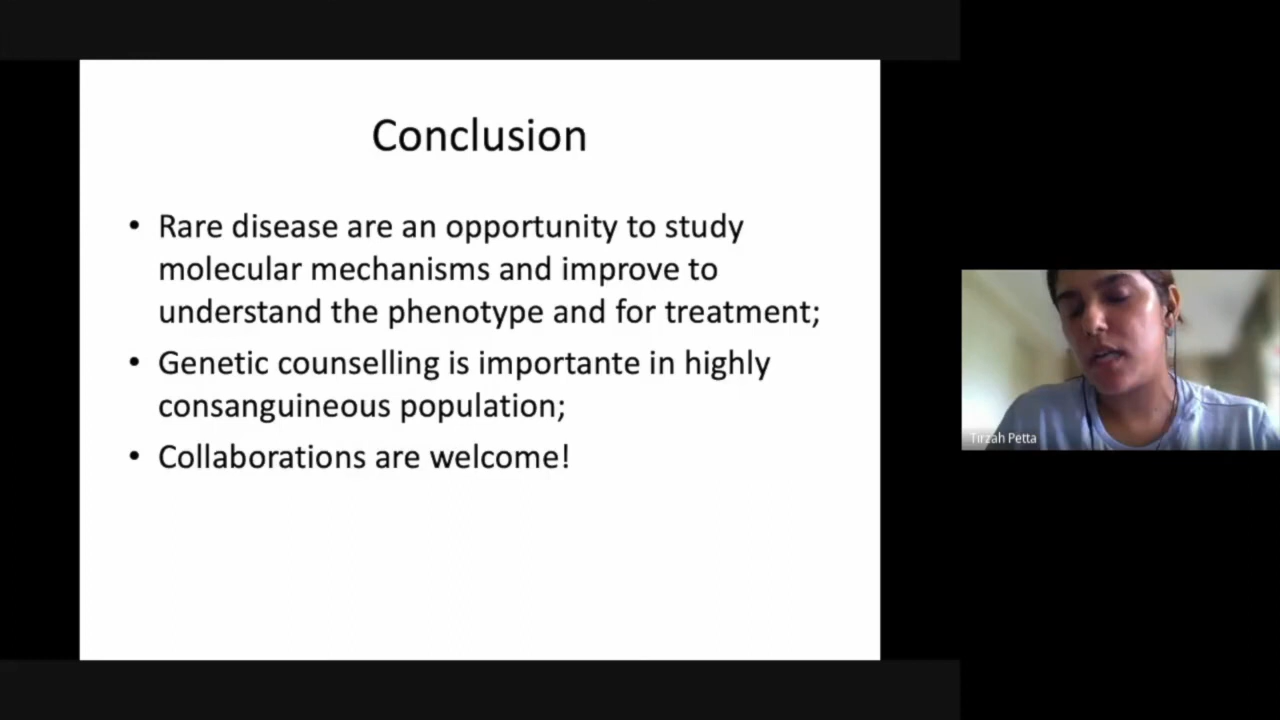 Conclusion
• Rare disease are an opportunity to study
molecular mechanisms and improve to
understand the phenotype and for treatment;
• Genetic counselling is importante in highly
consanguineous population;
• Collaborations are welcome!
Tirzah Petta